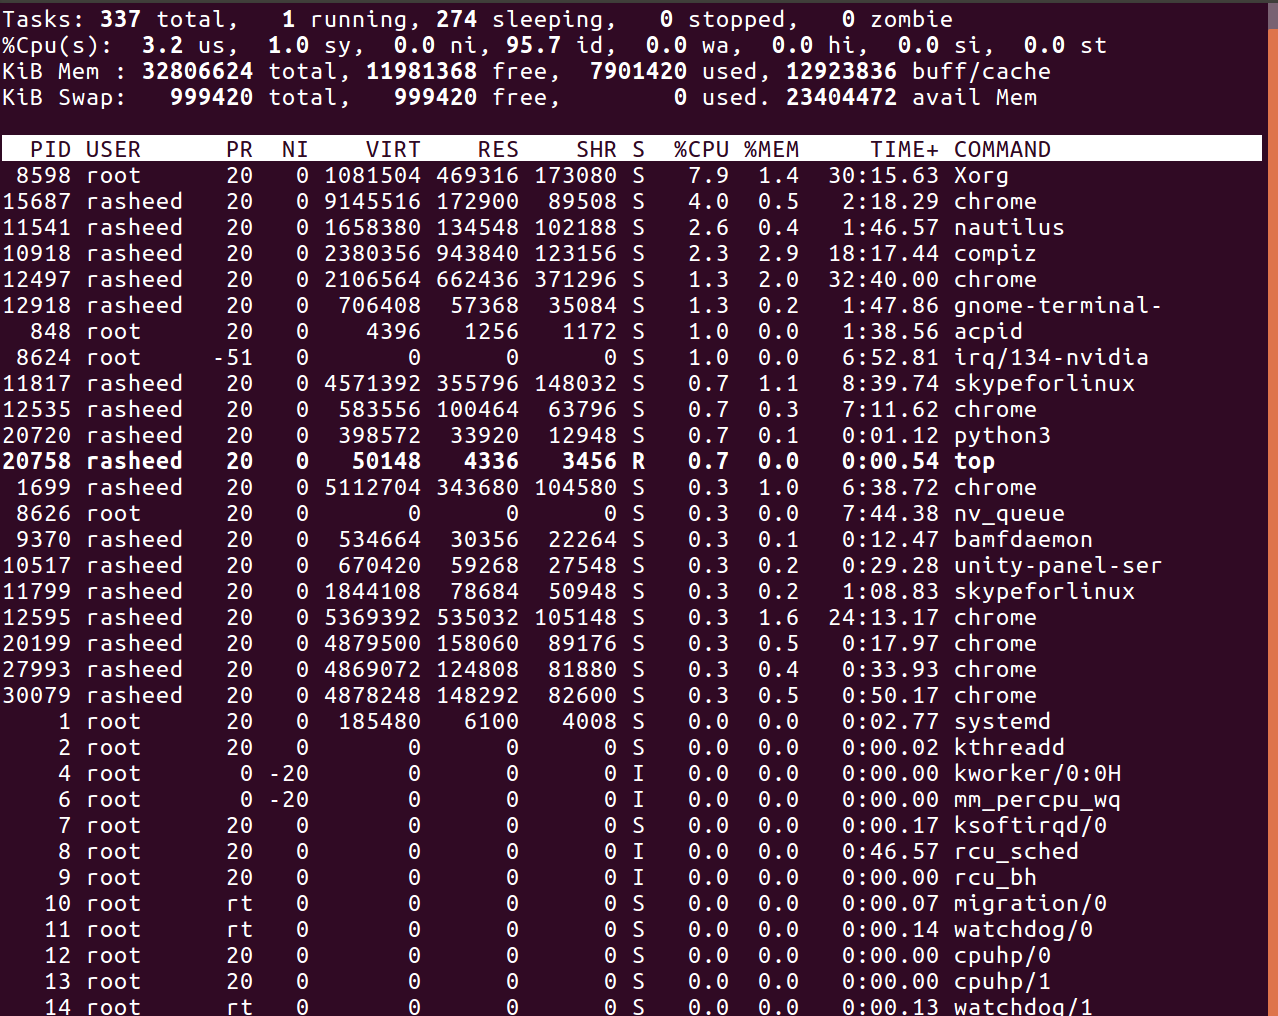 Tasks: 337 total,   1 running, 274 sleeping,   0 stopped,   0 zombie
%Cpu(s):  3.2 us,  1.0 sy,  0.0 ni, 95.7 id,  0.0 wa,  0.0 hi,  0.0 si,  0.0 st
KiB Mem : 32806624 total, 11981368 free,  7901420 used, 12923836 buff/cache
KiB Swap:   999420 total,   999420 free,        0 used. 23404472 avail Mem
  PID USER      PR  NI    VIRT    RES    SHR S  %CPU %MEM     TIME+ COMMAND
 8598 root      20   0 1081504 469316 173080 S   7.9  1.4  30:15.63 Xorg
15687 rasheed   20   0 9145516 172900  89508 S   4.0  0.5   2:18.29 chrome
11541 rasheed   20   0 1658380 134548 102188 S   2.6  0.4   1:46.57 nautilus
10918 rasheed   20   0 2380356 943840 123156 S   2.3  2.9  18:17.44 compiz
12497 rasheed   20   0 2106564 662436 371296 S   1.3  2.0  32:40.00 chrome
12918 rasheed   20   0  706408  57368  35084 S   1.3  0.2   1:47.86 gnome-terminal-
  848 root      20   0    4396   1256   1172 S   1.0  0.0   1:38.56 acpid
 8624 root     -51   0       0      0      0 S   1.0  0.0   6:52.81 irq/134-nvidia
11817 rasheed   20   0 4571392 355796 148032 S   0.7  1.1   8:39.74 skypeforlinux
12535 rasheed   20   0  583556 100464  63796 S   0.7  0.3   7:11.62 chrome
20720 rasheed   20   0  398572  33920  12948 S   0.7  0.1   0:01.12 python3
20758 rasheed   20   0   50148   4336   3456 R   0.7  0.0   0:00.54 top
 1699 rasheed   20   0 5112704 343680 104580 S   0.3  1.0   6:38.72 chrome
 8626 root      20   0       0      0      0 S   0.3  0.0   7:44.38 nv_queue
 9370 rasheed   20   0  534664  30356  22264 S   0.3  0.1   0:12.47 bamfdaemon
10517 rasheed   20   0  670420  59268  27548 S   0.3  0.2   0:29.28 unity-panel-ser
11799 rasheed   20   0 1844108  78684  50948 S   0.3  0.2   1:08.83 skypeforlinux
12595 rasheed   20   0 5369392 535032 105148 S   0.3  1.6  24:13.17 chrome
20199 rasheed   20   0 4879500 158060  89176 S   0.3  0.5   0:17.97 chrome
27993 rasheed   20   0 4869072 124808  81880 S   0.3  0.4   0:33.93 chrome
30079 rasheed   20   0 4878248 148292  82600 S   0.3  0.5   0:50.17 chrome
    1 root      20   0  185480   6100   4008 S   0.0  0.0   0:02.77 systemd
    2 root      20   0       0      0      0 S   0.0  0.0   0:00.02 kthreadd
    4 root       0 -20       0      0      0 I   0.0  0.0   0:00.00 kworker/0:0H
    6 root       0 -20       0      0      0 I   0.0  0.0   0:00.00 mm_percpu_wq
    7 root      20   0       0      0      0 S   0.0  0.0   0:00.17 ksoftirqd/0
    8 root      20   0       0      0      0 I   0.0  0.0   0:46.57 rcu_sched
    9 root      20   0       0      0      0 I   0.0  0.0   0:00.00 rcu_bh
   10 root      rt   0       0      0      0 S   0.0  0.0   0:00.07 migration/0
   11 root      rt   0       0      0      0 S   0.0  0.0   0:00.14 watchdog/0
   12 root      20   0       0      0      0 S   0.0  0.0   0:00.00 cpuhp/0
   13 root      20   0       0      0      0 S   0.0  0.0   0:00.00 cpuhp/1
   14 root      rt   0       0      0      0 S   0.0  0.0   0:00.13 watchdog/1